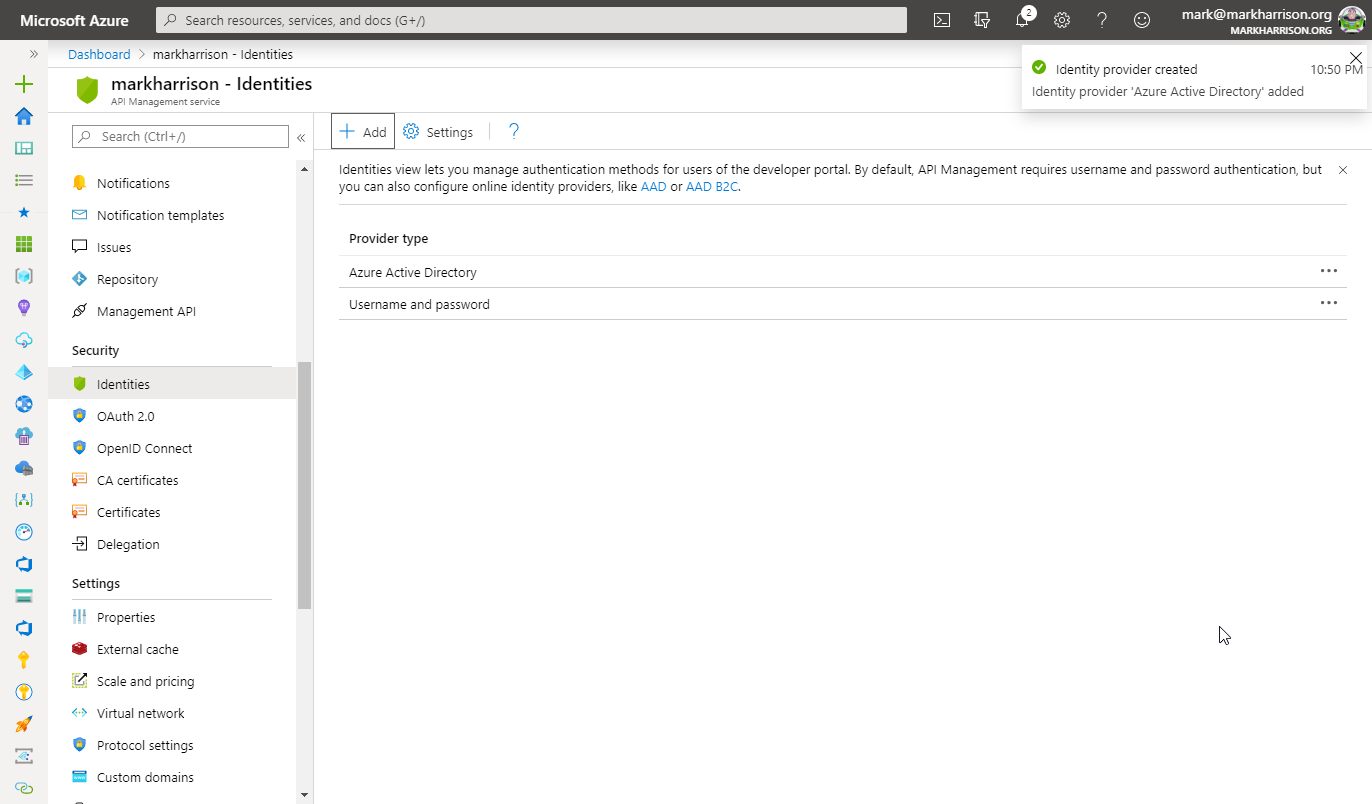 Microsoft Azure
Search resources, services, and docs (G+/)
2
mark@markharrison.org
MARKHARRISON.ORG
Dashboard > markharrison - Identities
markharrison - Identities
API Management service
Identity provider created
10:50 PM
Identity provider 'Azure Active Directory' added
Search (Ctrl+/)
«
Add
Settings
?
Notifications
Notification templates
Issues
Repository
Management API
Security
Identities
OAuth 2.0
OpenID Connect
CA certificates
Certificates
Delegation
Settings
Properties
External cache
Scale and pricing
Virtual network
Protocol settings
Custom domains
Identities view lets you manage authentication methods for users of the developer portal. By default, API Management requires username and password authentication, but
you can also configure online identity providers, like AAD or AAD B2C.
Provider type
Azure Active Directory
Username and password